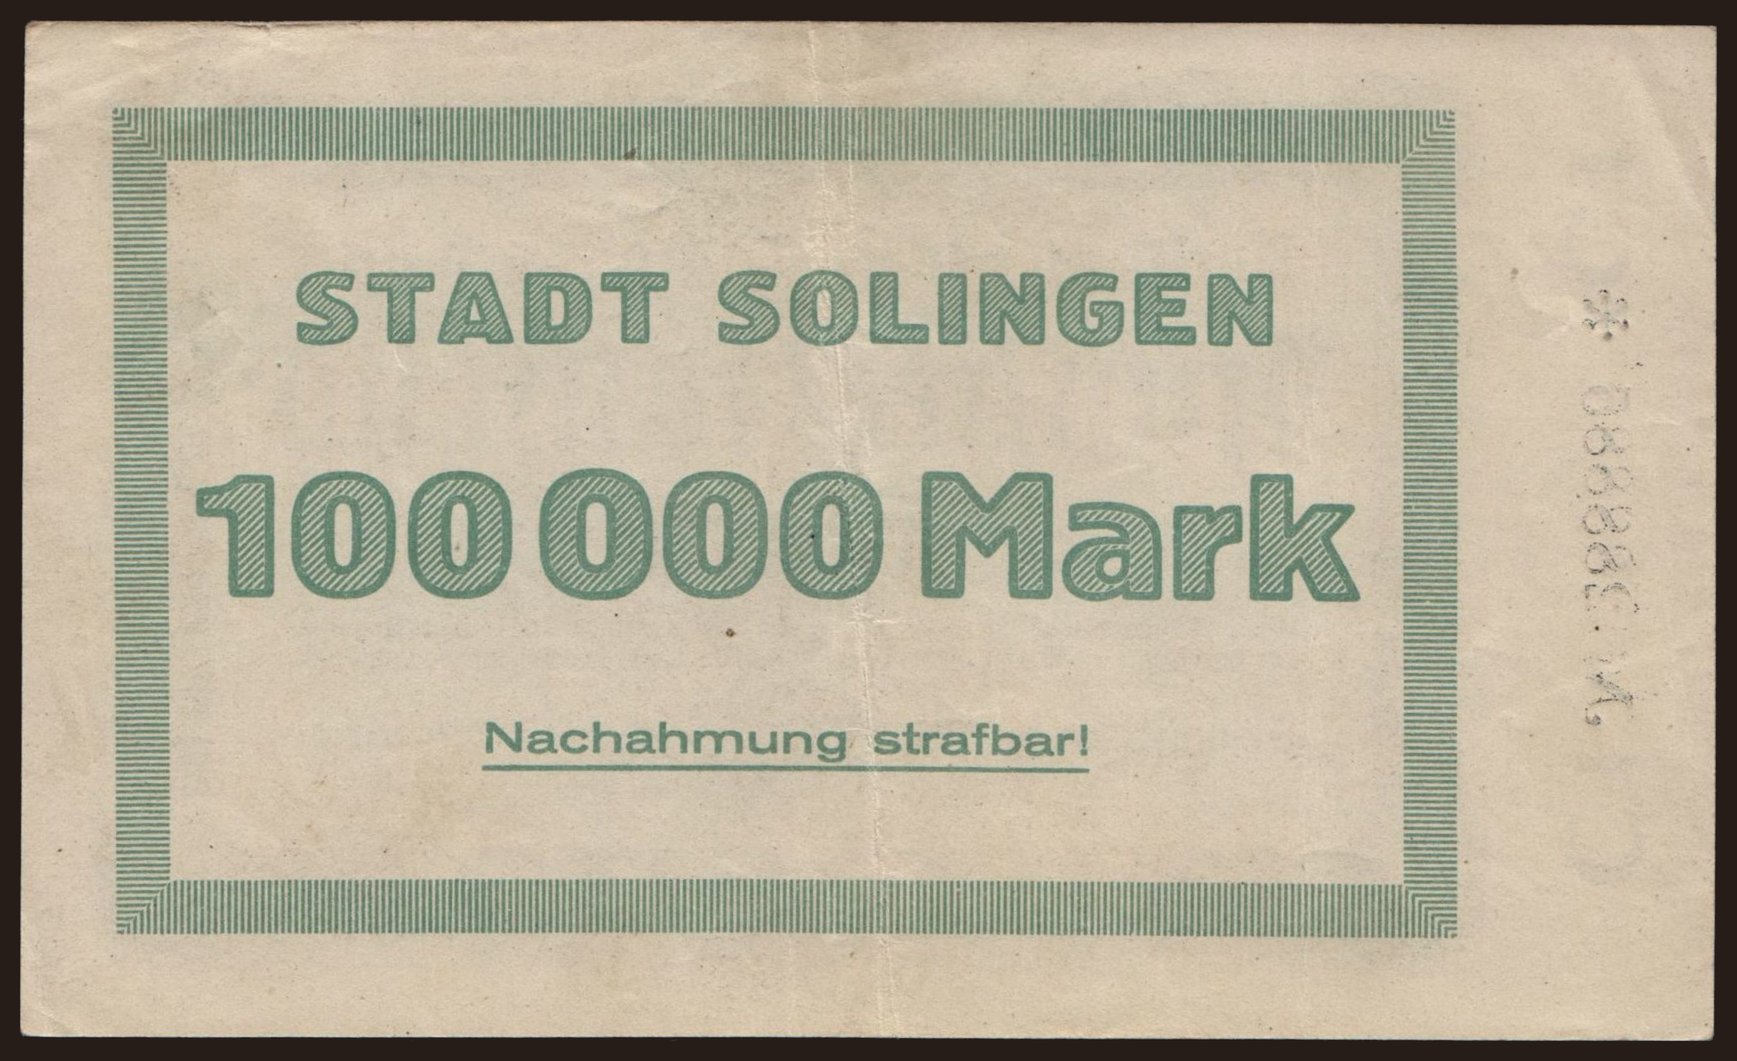 STADT SOLINGEN
100 000 Mark
Nachahmung strafbar!